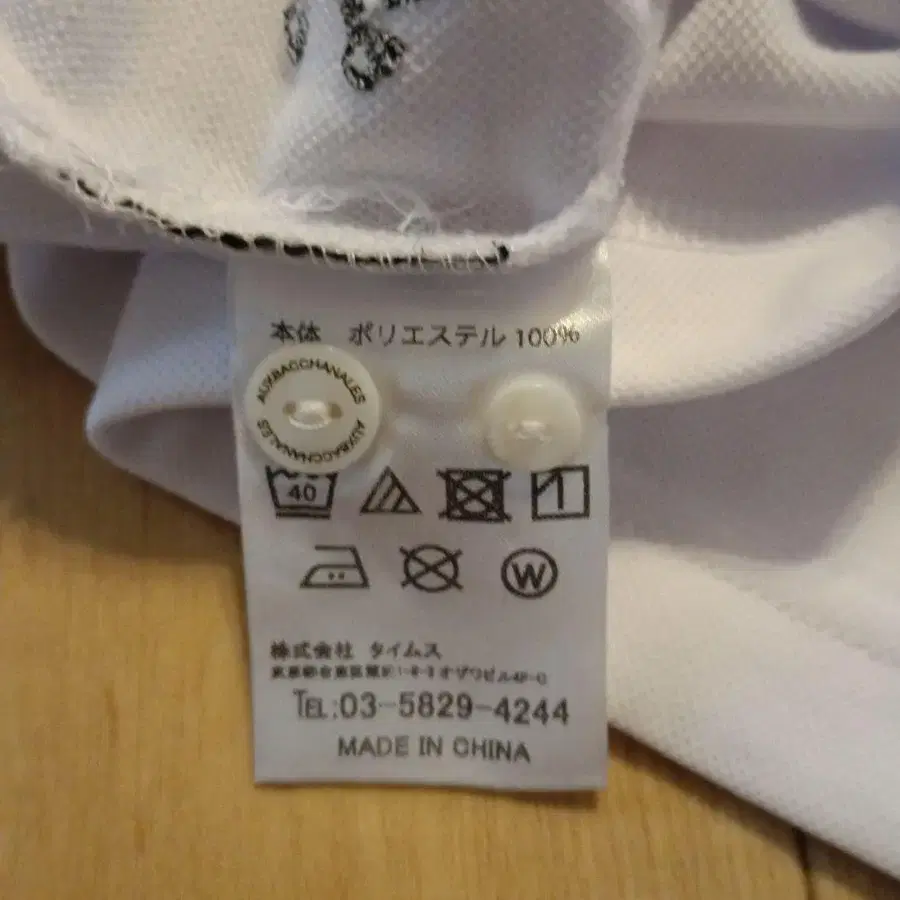 本体 ポリエステル 100%
AUXBACCHANALES
AUXBACCHANALES
40
W
株式会社 タイムス
TEL:03-5829-4244
MADE IN CHINA